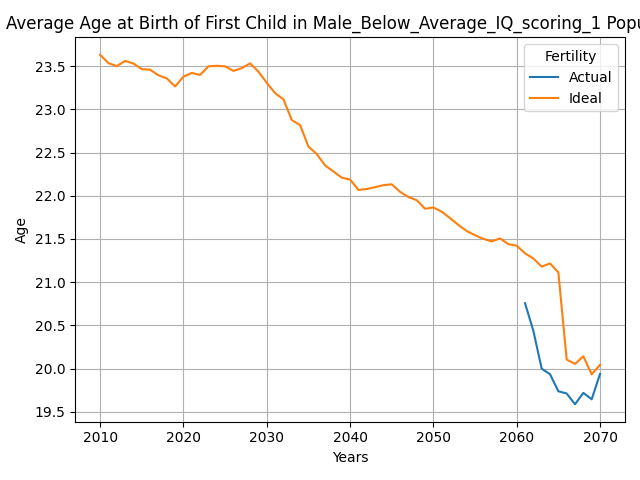 Average Age at Birth of First Child in Male_Below_Average_IQ_scoring_1 Popu
Fertility
Actual
Ideal
23.5
23.0
22.5
22.0
21.5
21.0
20.5
20.0
19.5
Age
2010 2020 2030 2040 2050 2060 2070
Years